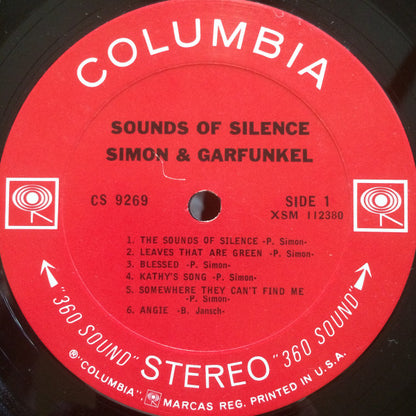 COLUMBIA
SOUNDS OF SILENCE
SIMON & GARFUNKEL
CS 9269
SIDE 1
XSM 112380
1. THE SOUNDS OF SILENCE -P. Simon-
2. LEAVES THAT ARE GREEN -P. Simon-
3. BLESSED -P. Simon-
4. KATHY'S SONG -P. Simon-
5. SOMEWHERE THEY CAN'T FIND ME
-P. Simon-
6. ANGIE -B. Jansch-
"360 SOUND" STEREO "360 SOUND"
® "COLUMBIA", MARCAS REG. PRINTED IN U.S.A.